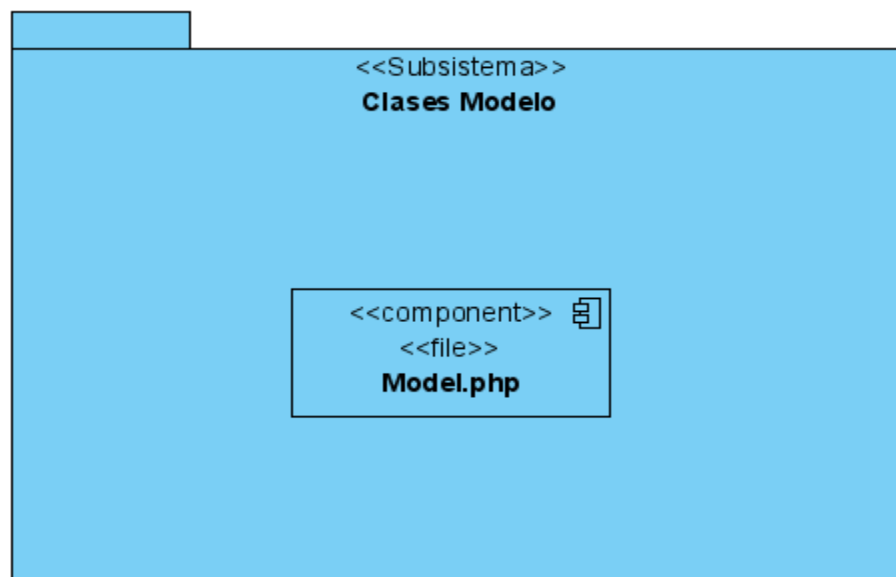 <<Subsistema>>
Clases Modelo
<<component>>
<<file>>
Model.php